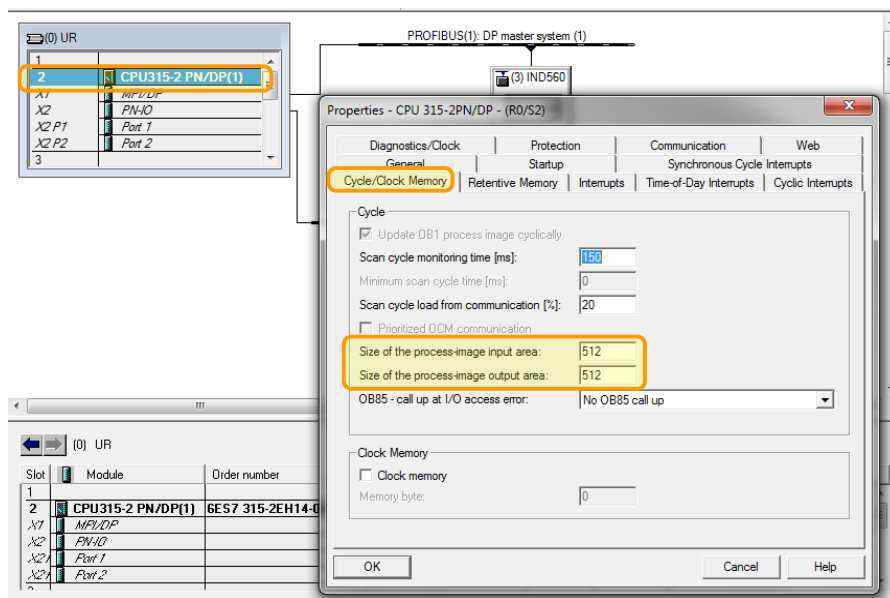 (0) UR
1
2 CPU315-2 PN/DP(1)
X1 MPI/DP
X2 PN-IO
X2 P1 Port 1
X2 P2 Port 2
3
PROFIBUS(1): DP master system (1)
(3) IND560
Properties - CPU 315-2PN/DP - (R0/S2)
Diagnostics/Clock Protection Communication Web
General Startup Synchronous Cycle Interrupts
Cycle/Clock Memory Retentive Memory Interrupts Time-of-Day Interrupts Cyclic Interrupts
Cycle
Update OB1 process image cyclically
Scan cycle monitoring time [ms]: 150
Minimum scan cycle time [ms]: 0
Scan cycle load from communication [%]: 20
Prioritized OCM communication
Size of the process-image input area: 512
Size of the process-image output area: 512
OB85 - call up at I/O access error: No OB85 call up
Clock Memory
Clock memory
Memory byte: 0
OK Cancel Help
(0) UR
Slot Module Order number
1
2 CPU315-2 PN/DP(1) 6ES7 315-2EH14-0
X1 MPI/DP
X2 PN-IO
X2 Port 1
X2 Port 2